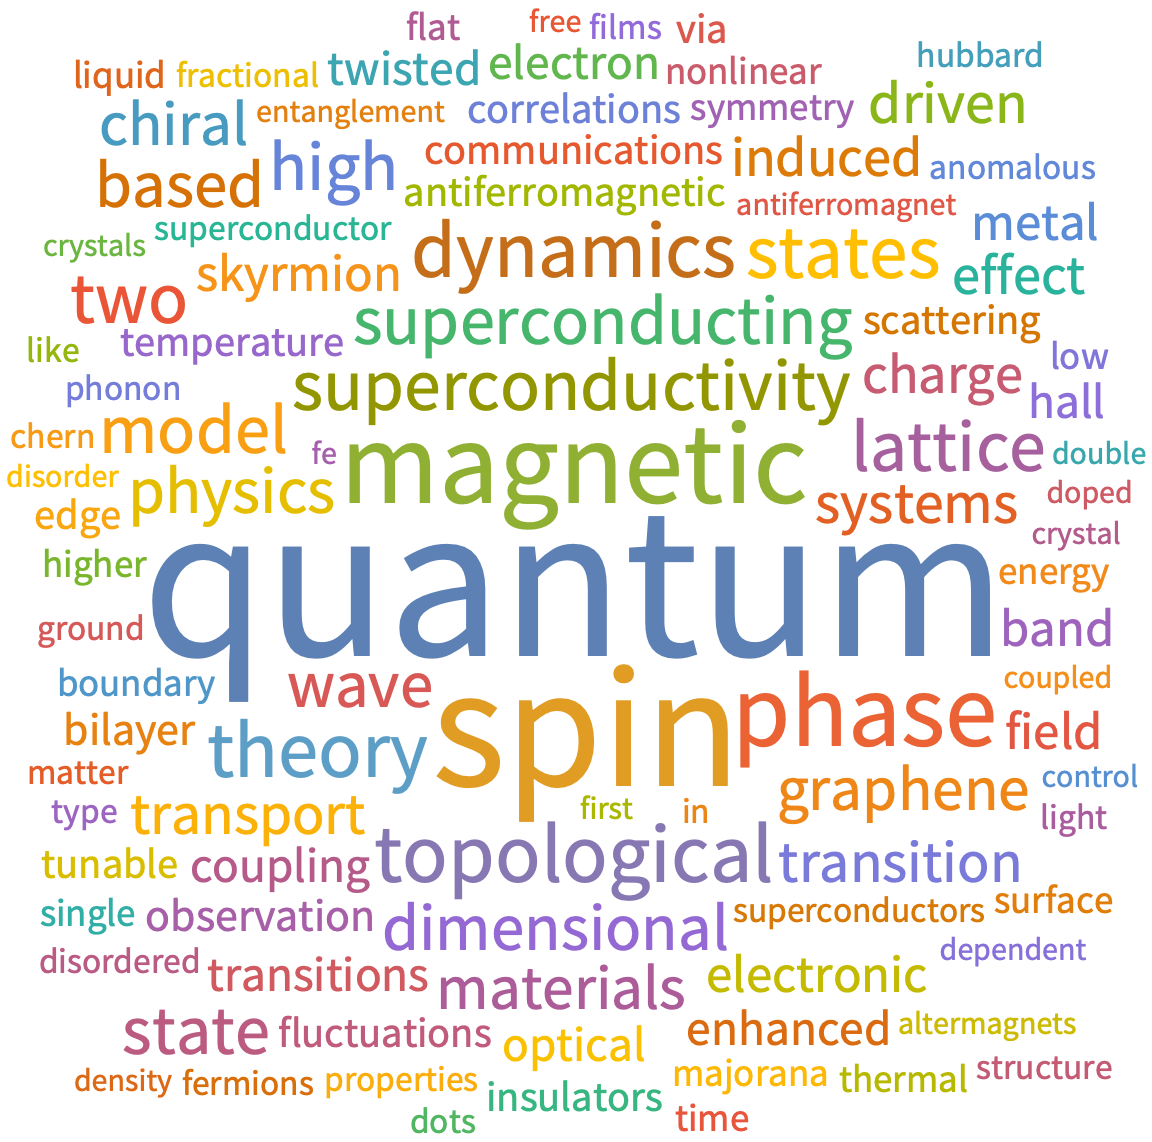 flat free films via
liquid fractional twisted electron nonlinear hubbard
chiral entanglement correlations symmetry driven
based high communications induced anomalous
antiferromagnetic antiferromagnet metal
crystals superconductor skyrmion dynamics states effect
two superconducting scattering
like temperature charge low
phonon superconductivity hall
chern model fe magnetic lattice double
disorder physics systems doped
edge crystal
higher quantum energy
ground band
boundary wave spin phase coupled
bilayer theory field
matter graphene control
type transport first in light
tunable coupling topological transition
single observation dimensional superconductors surface
disordered transitions materials electronic dependent
state fluctuations optical enhanced altermagnets
density fermions properties insulators majorana thermal structure
dots time